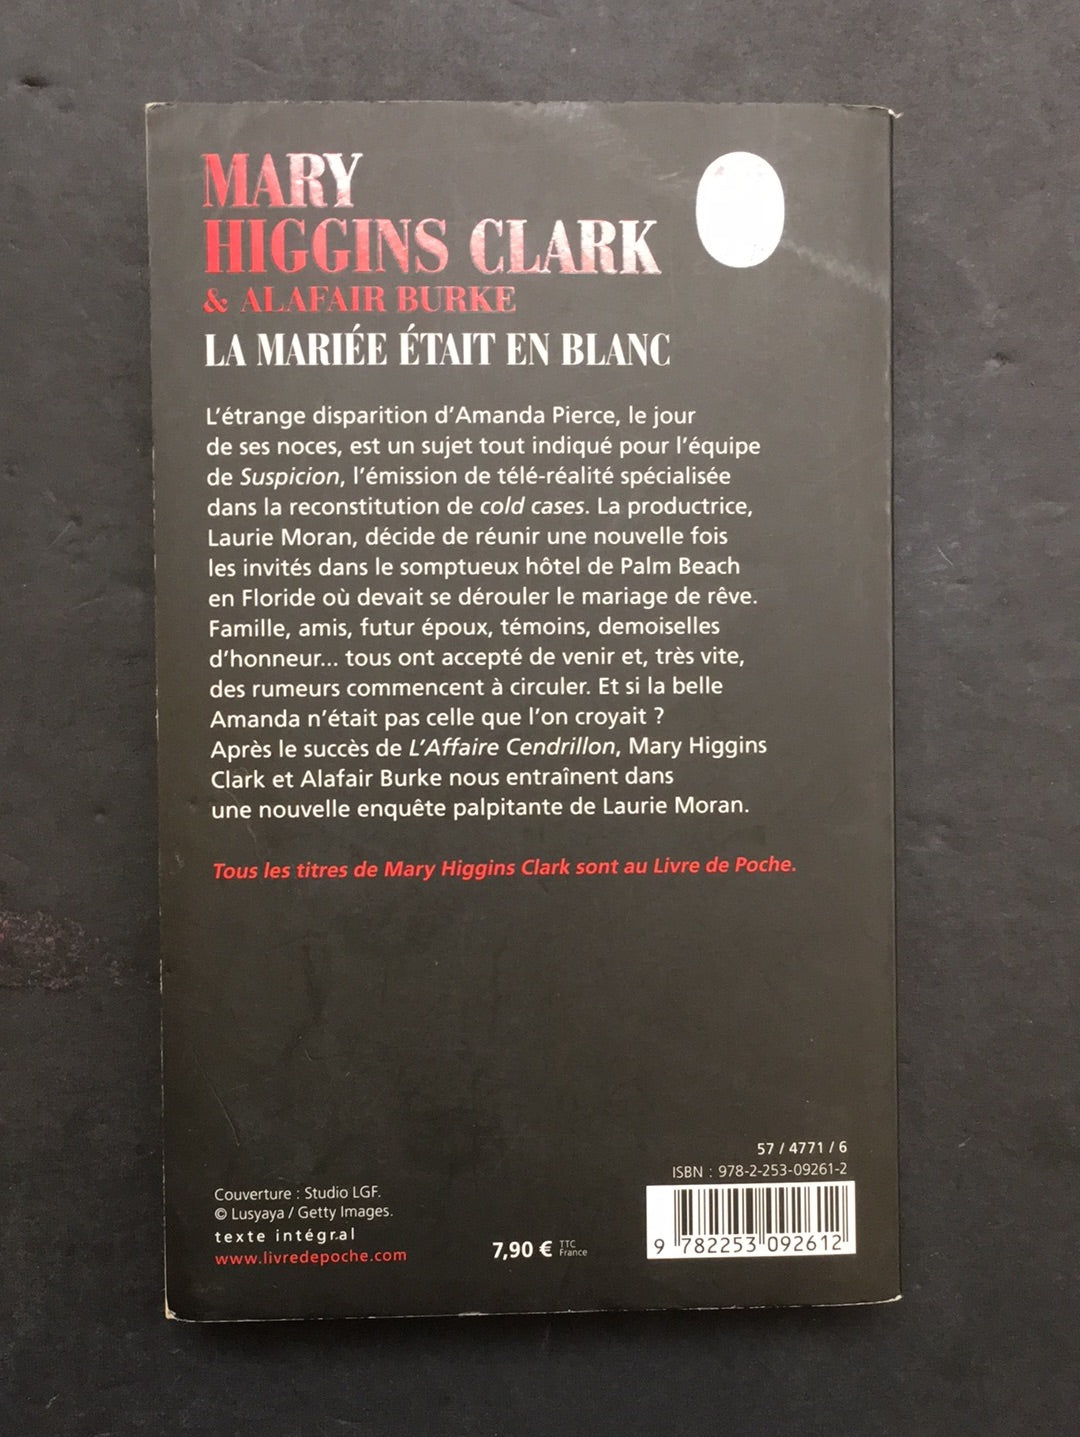 MARY
HIGGINS CLARK
& ALAFAIR BURKE
LA MARIÉE ÉTAIT EN BLANC
L'étrange disparition d'Amanda Pierce, le jour
de ses noces, est un sujet tout indiqué pour l'équipe
de Suspicion, l'émission de télé-réalité spécialisée
dans la reconstitution de cold cases. La productrice,
Laurie Moran, décide de réunir une nouvelle fois
les invités dans le somptueux hôtel de Palm Beach
en Floride où devait se dérouler le mariage de rêve.
Famille, amis, futur époux, témoins, demoiselles
d'honneur... tous ont accepté de venir et, très vite,
des rumeurs commencent à circuler. Et si la belle
Amanda n'était pas celle que l'on croyait ?
Après le succès de L'Affaire Cendrillon, Mary Higgins
Clark et Alafair Burke nous entraînent dans
une nouvelle enquête palpitante de Laurie Moran.
Tous les titres de Mary Higgins Clark sont au Livre de Poche.
Couverture : Studio LGF.
© Lusyaya / Getty Images.
texte intégral
www.livredepoche.com
7,90 € TTC France
57 / 4771 / 6
ISBN : 978-2-253-09261-2
9 782253 092612